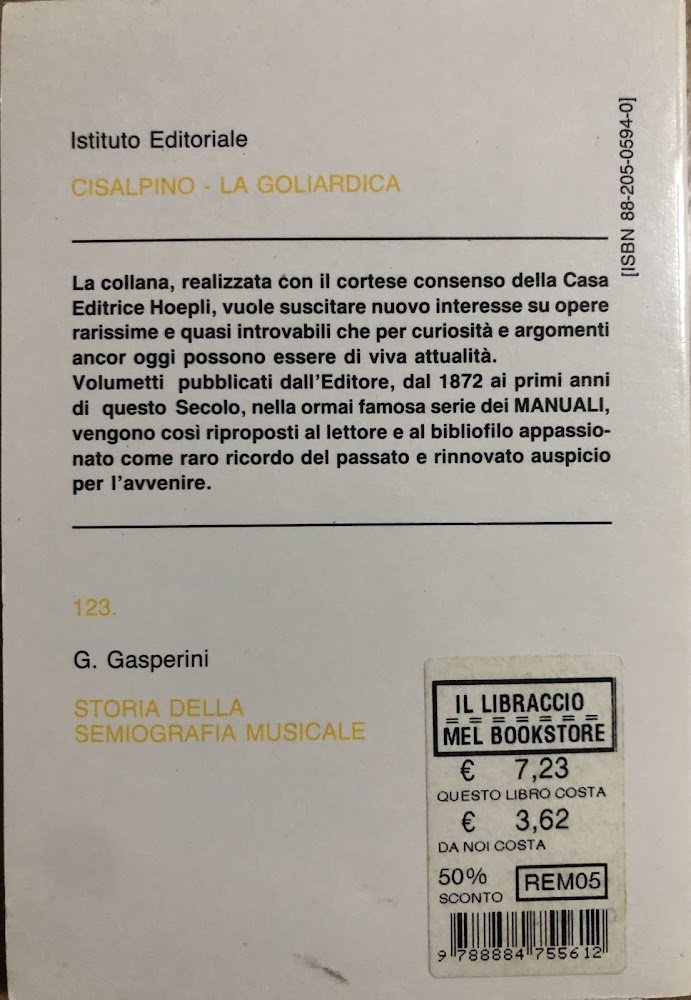 Istituto Editoriale
CISALPINO - LA GOLIARDICA
[ISBN 88-205-0594-0]
La collana, realizzata con il cortese consenso della Casa
Editrice Hoepli, vuole suscitare nuovo interesse su opere
rarissime e quasi introvabili che per curiosità e argomenti
ancor oggi possono essere di viva attualità.
Volumetti pubblicati dall'Editore, dal 1872 ai primi anni
di questo Secolo, nella ormai famosa serie dei MANUALI,
vengono così riproposti al lettore e al bibliofilo appassio-
nato come raro ricordo del passato e rinnovato auspicio
per l'avvenire.
123.
G. Gasperini
STORIA DELLA
SEMIOGRAFIA MUSICALE
IL LIBRACCIO
MEL BOOKSTORE
€ 7,23
QUESTO LIBRO COSTA
€ 3,62
DA NOI COSTA
50%
SCONTO
REM05
9 788884 755612